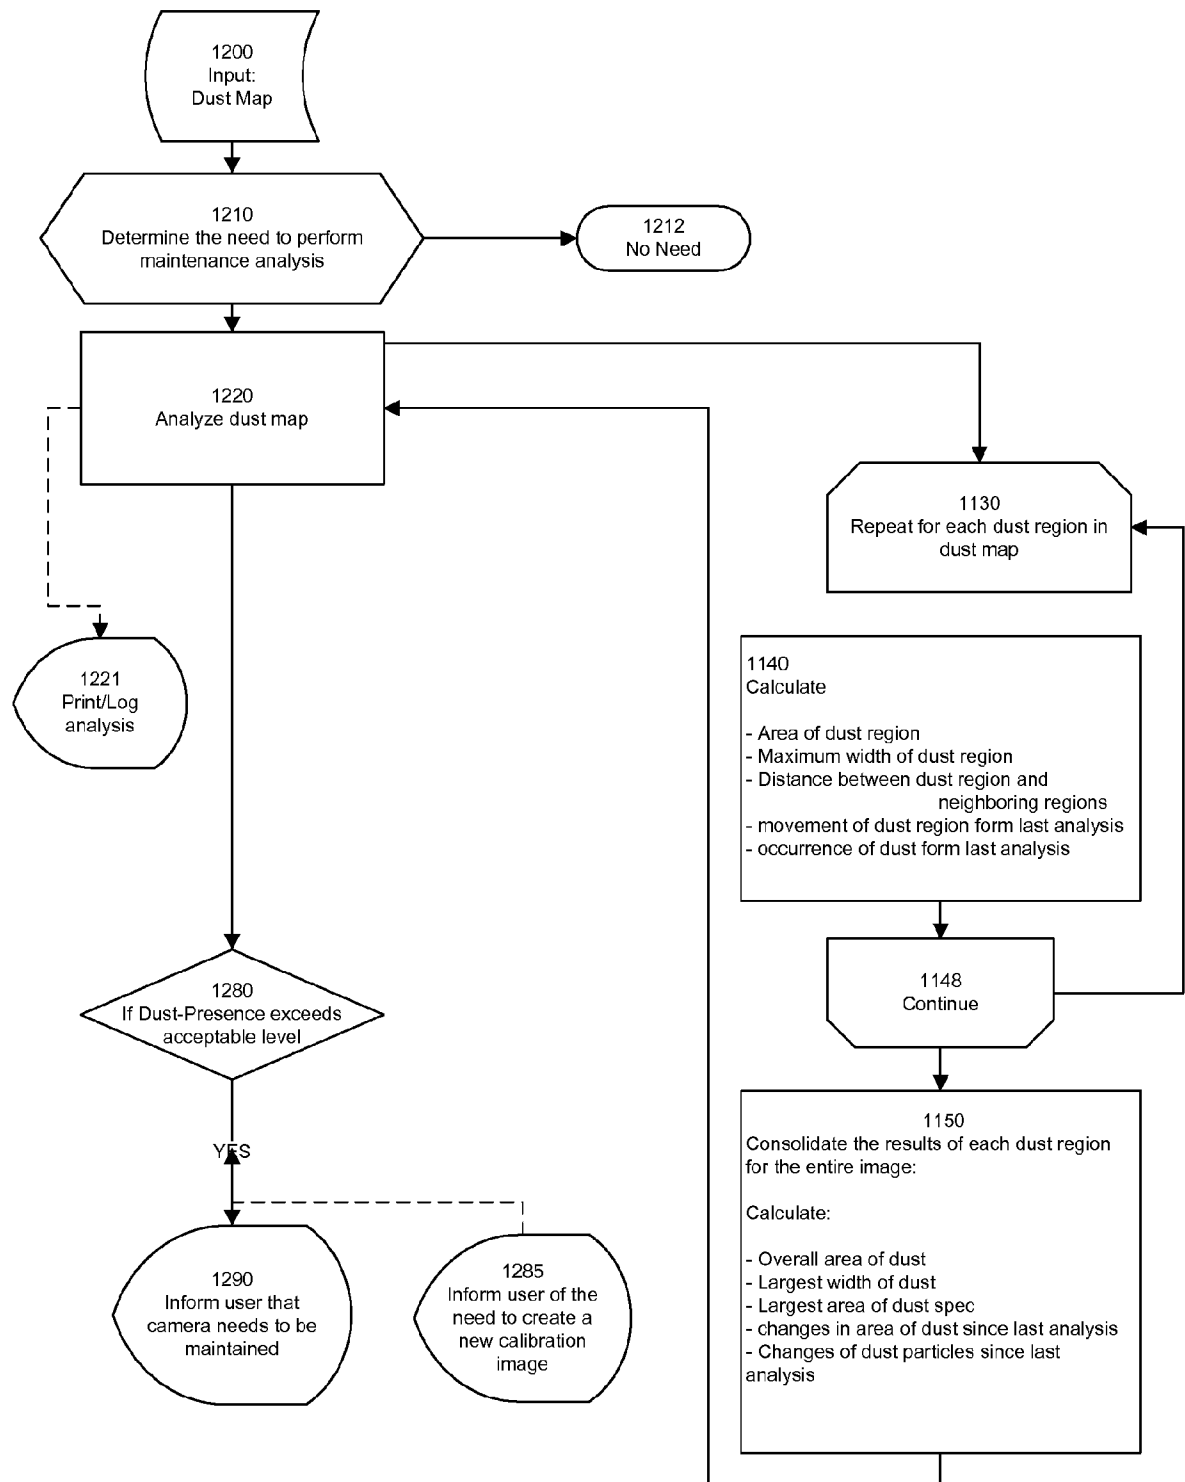 1200
Input:
Dust Map
1210
Determine the need to perform
maintenance analysis
1212
No Need
1220
Analyze dust map
1130
Repeat for each dust region in
dust map
1221
Print/Log
analysis
1140
Calculate
- Area of dust region
- Maximum width of dust region
- Distance between dust region and
neighboring regions
- movement of dust region form last analysis
- occurrence of dust form last analysis
1148
Continue
1280
If Dust-Presence exceeds
acceptable level
YES
1290
Inform user that
camera needs to be
maintained
1285
Inform user of the
need to create a
new calibration
image
1150
Consolidate the results of each dust region
for the entire image:
Calculate:
- Overall area of dust
- Largest width of dust
- Largest area of dust spec
- changes in area of dust since last analysis
- Changes of dust particles since last
analysis